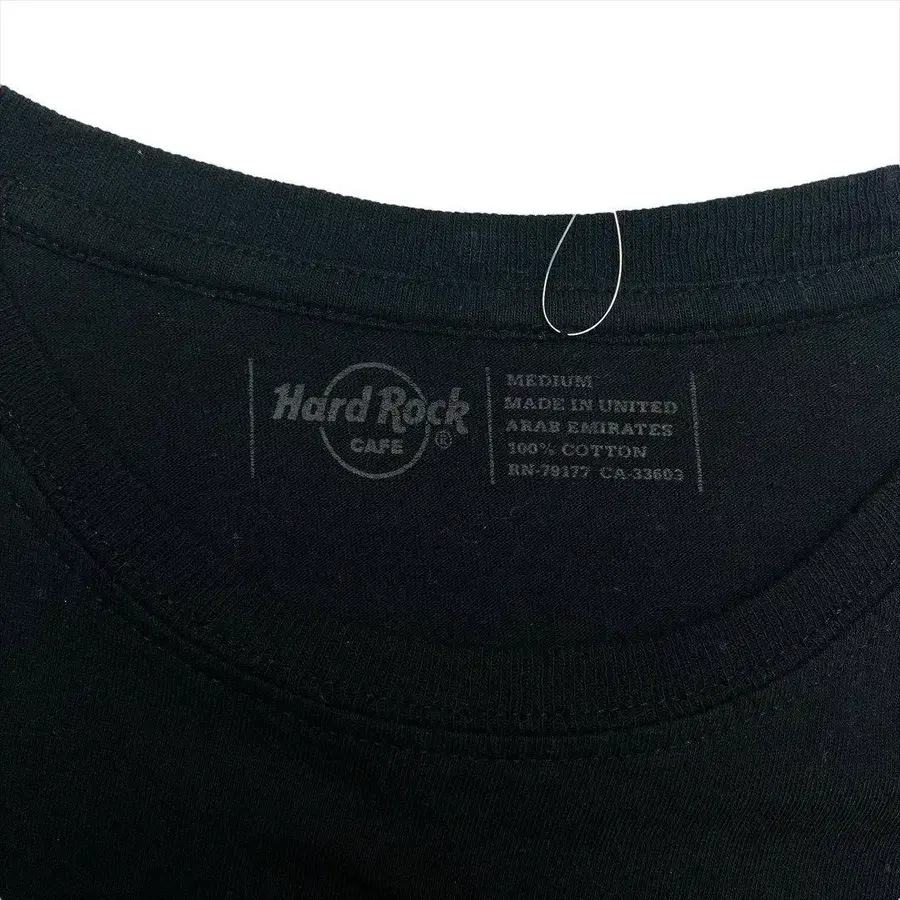 Hard Rock
CAFE ®
MEDIUM
MADE IN UNITED
ARAB EMIRATES
100% COTTON
RN-79177 CA-33603